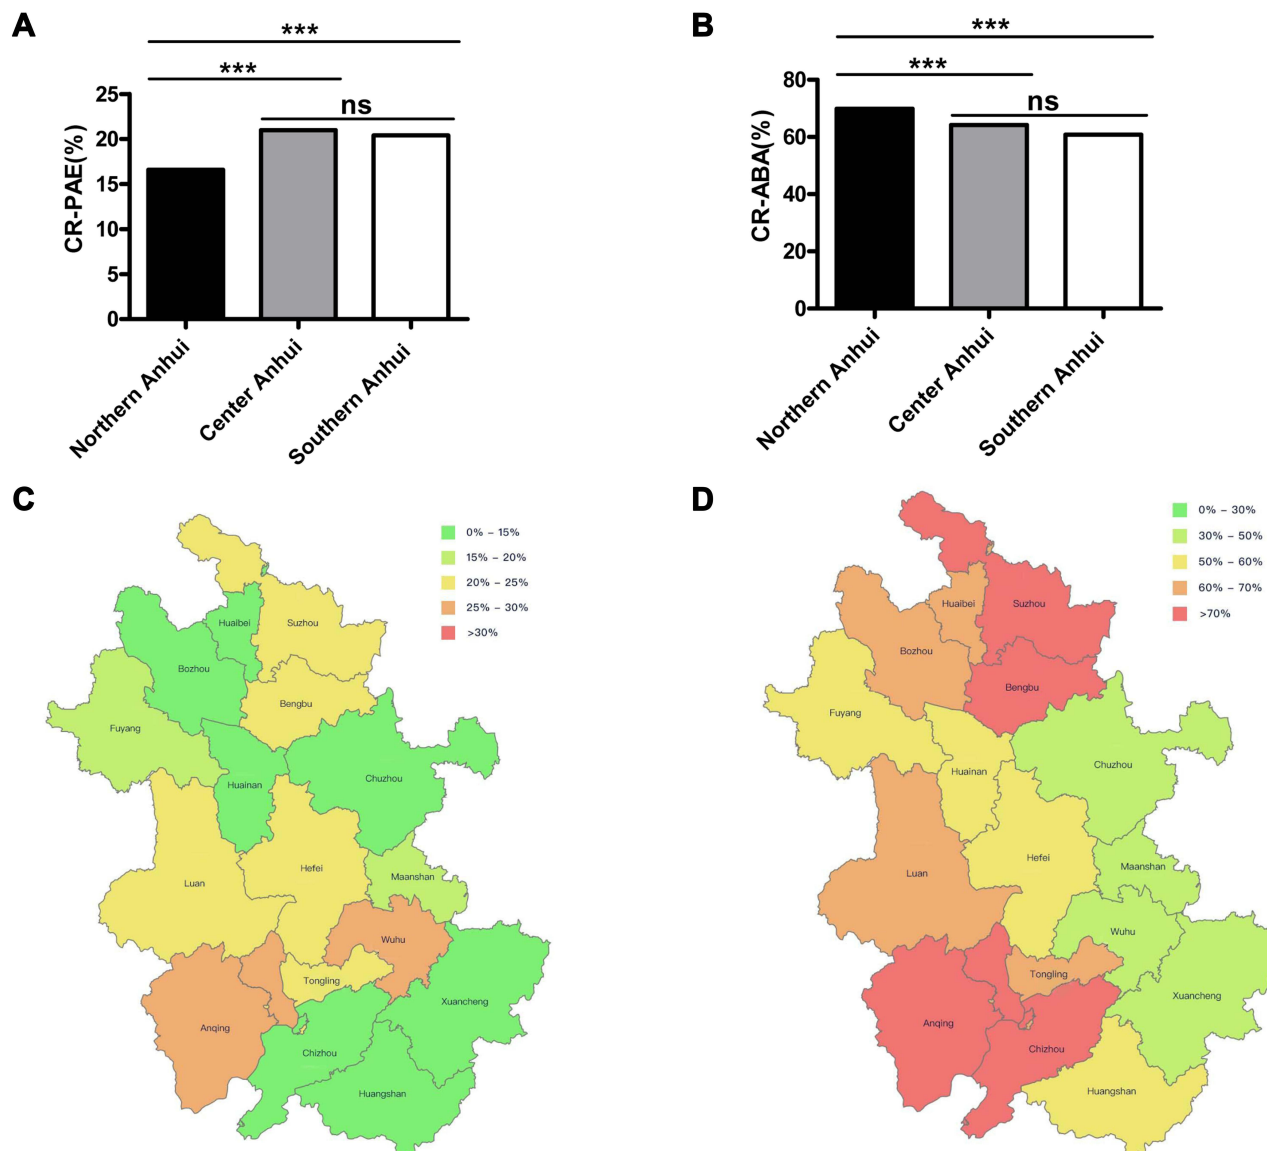 A
***
***
ns
CR-PAE(%)
25
20
15
10
5
0
Northern Anhui
Center Anhui
Southern Anhui
B
***
***
ns
CR-ABA(%)
80
60
40
20
0
Northern Anhui
Center Anhui
Southern Anhui
C
0% – 15%
15% – 20%
20% – 25%
25% – 30%
>30%
Huaibei
Suzhou
Bozhou
Bengbu
Fuyang
Huainan
Chuzhou
Hefei
Luan
Maanshan
Wuhu
Tongling
Xuancheng
Anqing
Chizhou
Huangshan
D
0% – 30%
30% – 50%
50% – 60%
60% – 70%
>70%
Huaibei
Suzhou
Bozhou
Bengbu
Fuyang
Huainan
Chuzhou
Hefei
Luan
Maanshan
Wuhu
Tongling
Xuancheng
Anqing
Chizhou
Huangshan